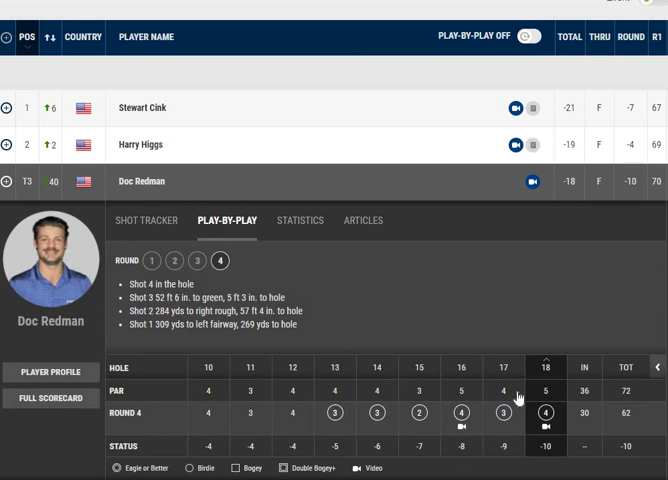 POS COUNTRY PLAYER NAME PLAY-BY-PLAY OFF TOTAL THRU ROUND R1
1 6 Stewart Cink -21 F -7 67
2 2 Harry Higgs -19 F -4 69
T3 40 Doc Redman -18 F -10 70
SHOT TRACKER PLAY-BY-PLAY STATISTICS ARTICLES
ROUND 1 2 3 4
• Shot 4 in the hole
• Shot 3 52 ft 6 in. to green, 5 ft 3 in. to hole
• Shot 2 284 yds to right rough, 57 ft 4 in. to hole
• Shot 1 309 yds to left fairway, 269 yds to hole
Doc Redman
PLAYER PROFILE
FULL SCORECARD
HOLE 10 11 12 13 14 15 16 17 18 IN TOT
PAR 4 3 4 4 4 3 5 4 5 36 72
ROUND 4 4 3 4 3 3 2 4 3 4 30 62
STATUS -4 -4 -4 -5 -6 -7 -8 -9 -10 – -10
Eagle or Better Birdie Bogey Double Bogey+ Video